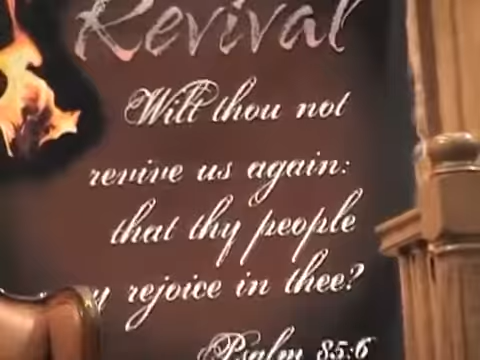 Revival
Wilt thou not
revive us again:
that thy people
y rejoice in thee?
Psalm 85:6